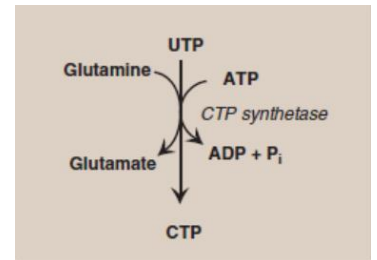 UTP
Glutamine
ATP
CTP synthetase
Glutamate
ADP + Pi
CTP